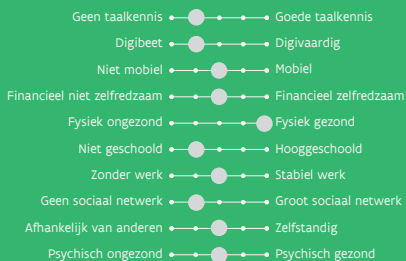 Geen taalkennis Goede taalkennis
Digibeet Digivaardig
Niet mobiel Mobiel
Financieel niet zelfredzaam Financieel zelfredzaam
Fysiek ongezond Fysiek gezond
Niet geschoold Hooggeschoold
Zonder werk Stabiel werk
Geen sociaal netwerk Groot sociaal netwerk
Afhankelijk van anderen Zelfstandig
Psychisch ongezond Psychisch gezond